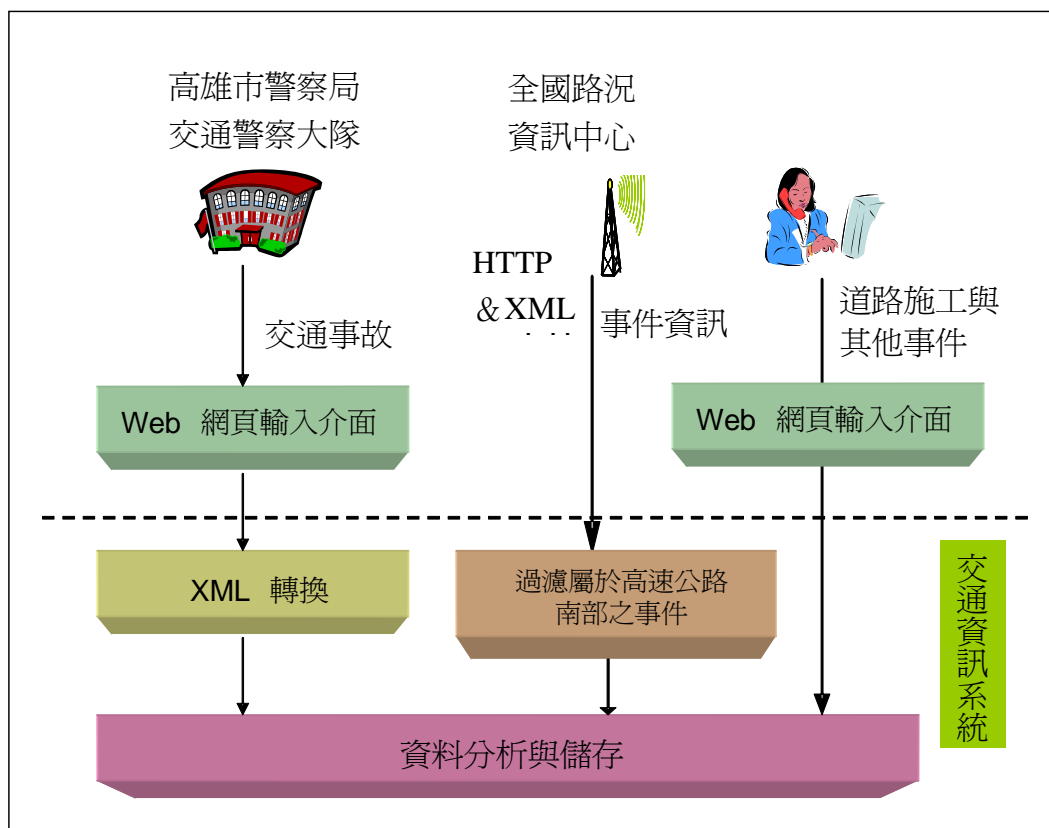 高雄市警察局
交通警察大隊
全國路況
資訊中心
HTTP
&XML
交通事故
事件資訊
道路施工與
其他事件
Web 網頁輸入介面
Web 網頁輸入介面
XML 轉換
過濾屬於高速公路
南部之事件
交通資訊系統
資料分析與儲存